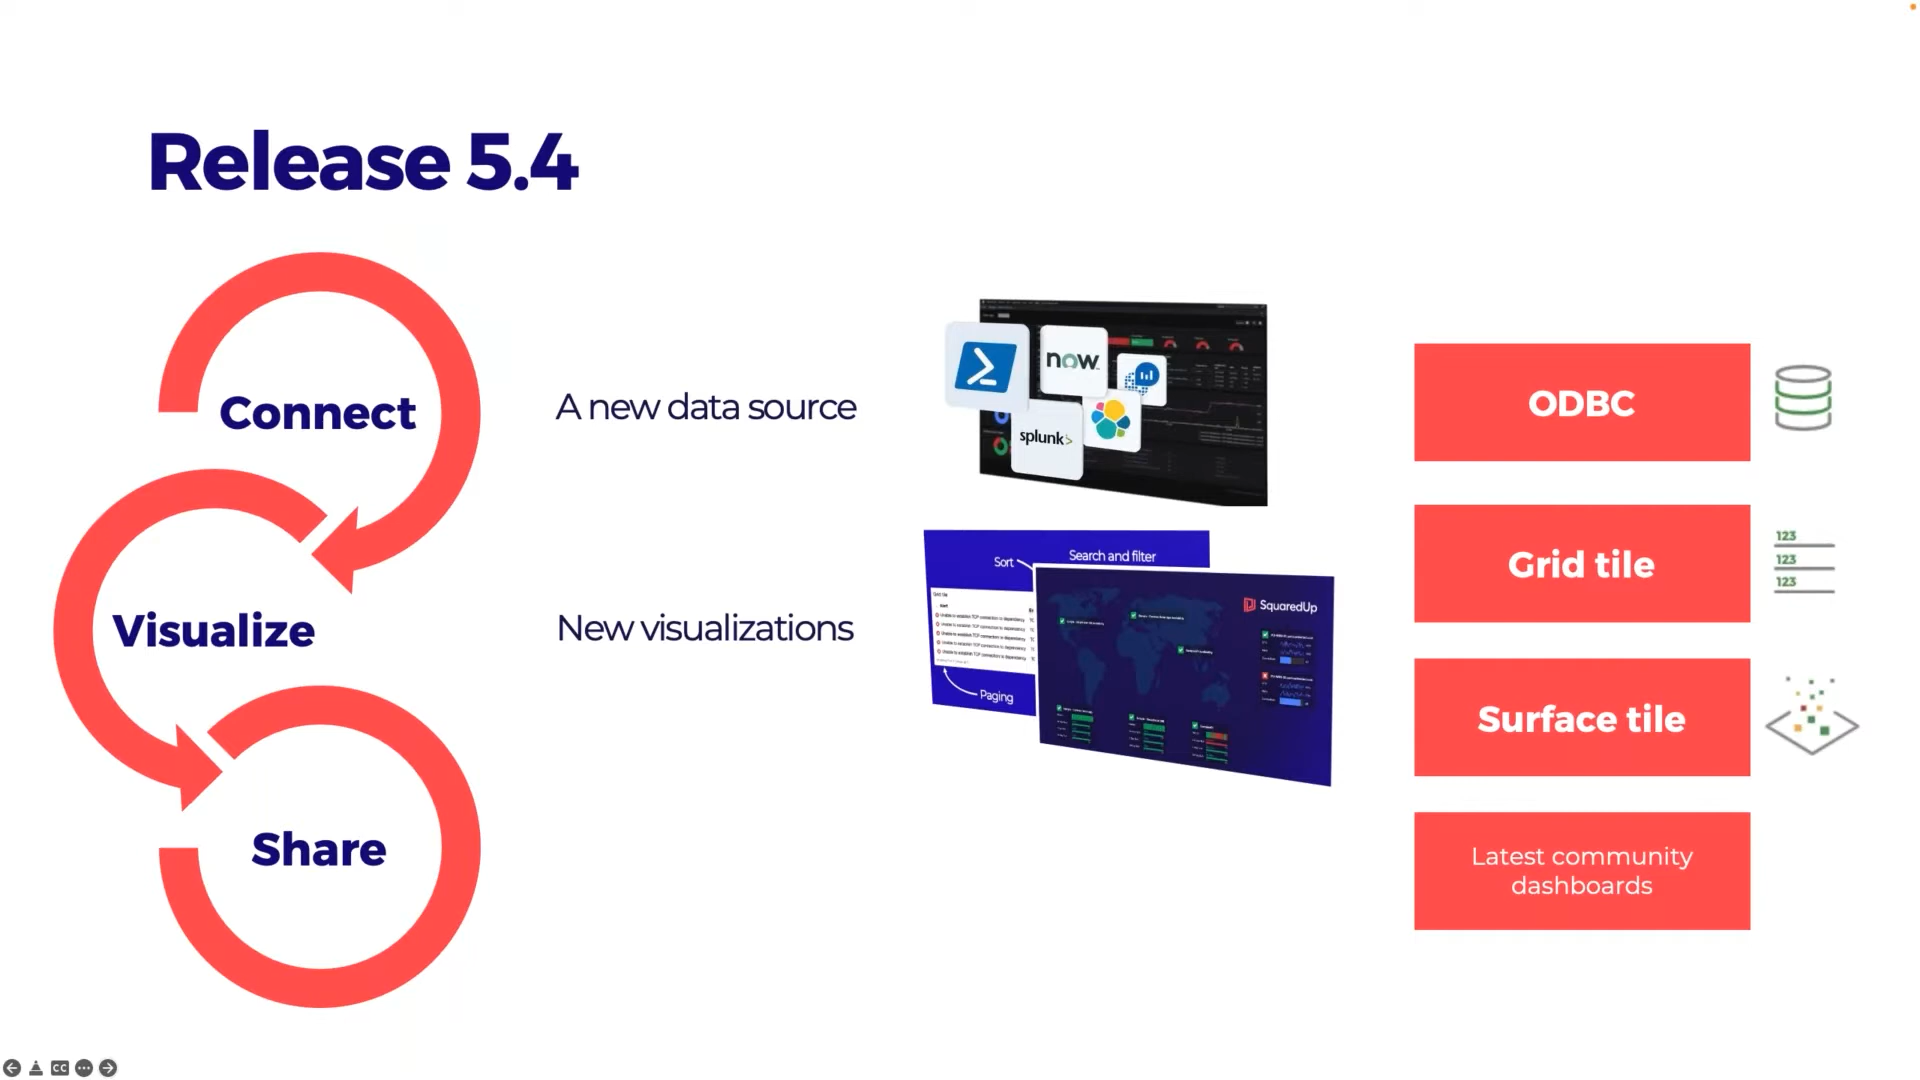 Release 5.4
Connect
A new data source
now
splunk>
ODBC
Sort
Search and filter
SquaredUp
Paging
Visualize
New visualizations
Grid tile
123
123
123
Surface tile
Share
Latest community
dashboards
CC